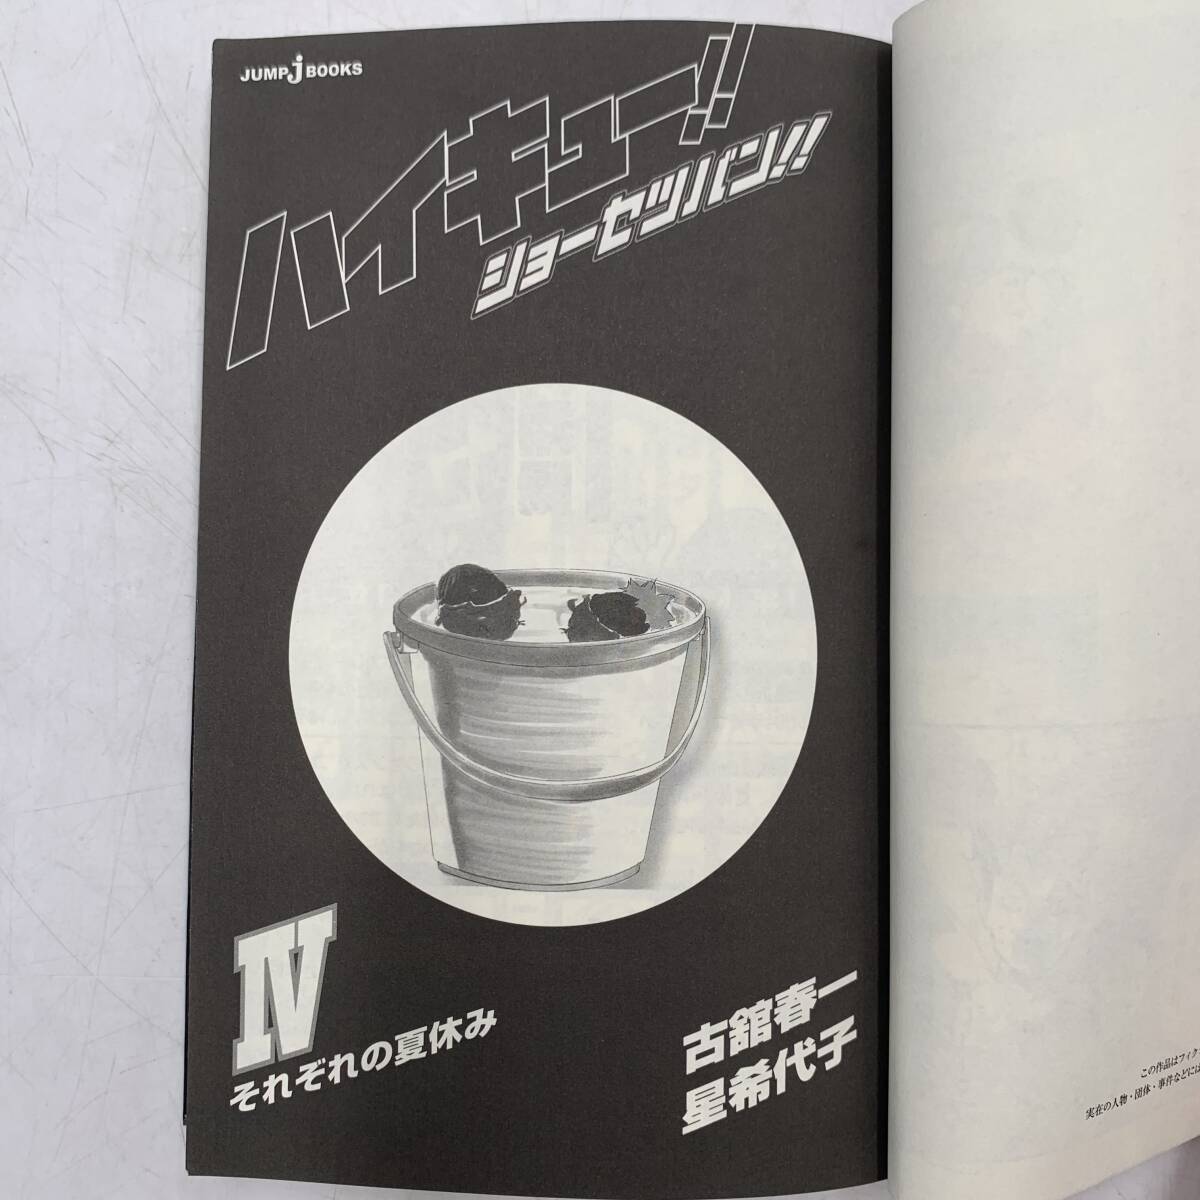 JUMP j BOOKS
ハイキュー!!
ショーセツバン!!
IV
それぞれの夏休み
古舘春一
星希代子
この作品はフィク
実在の人物・団体・事件などには